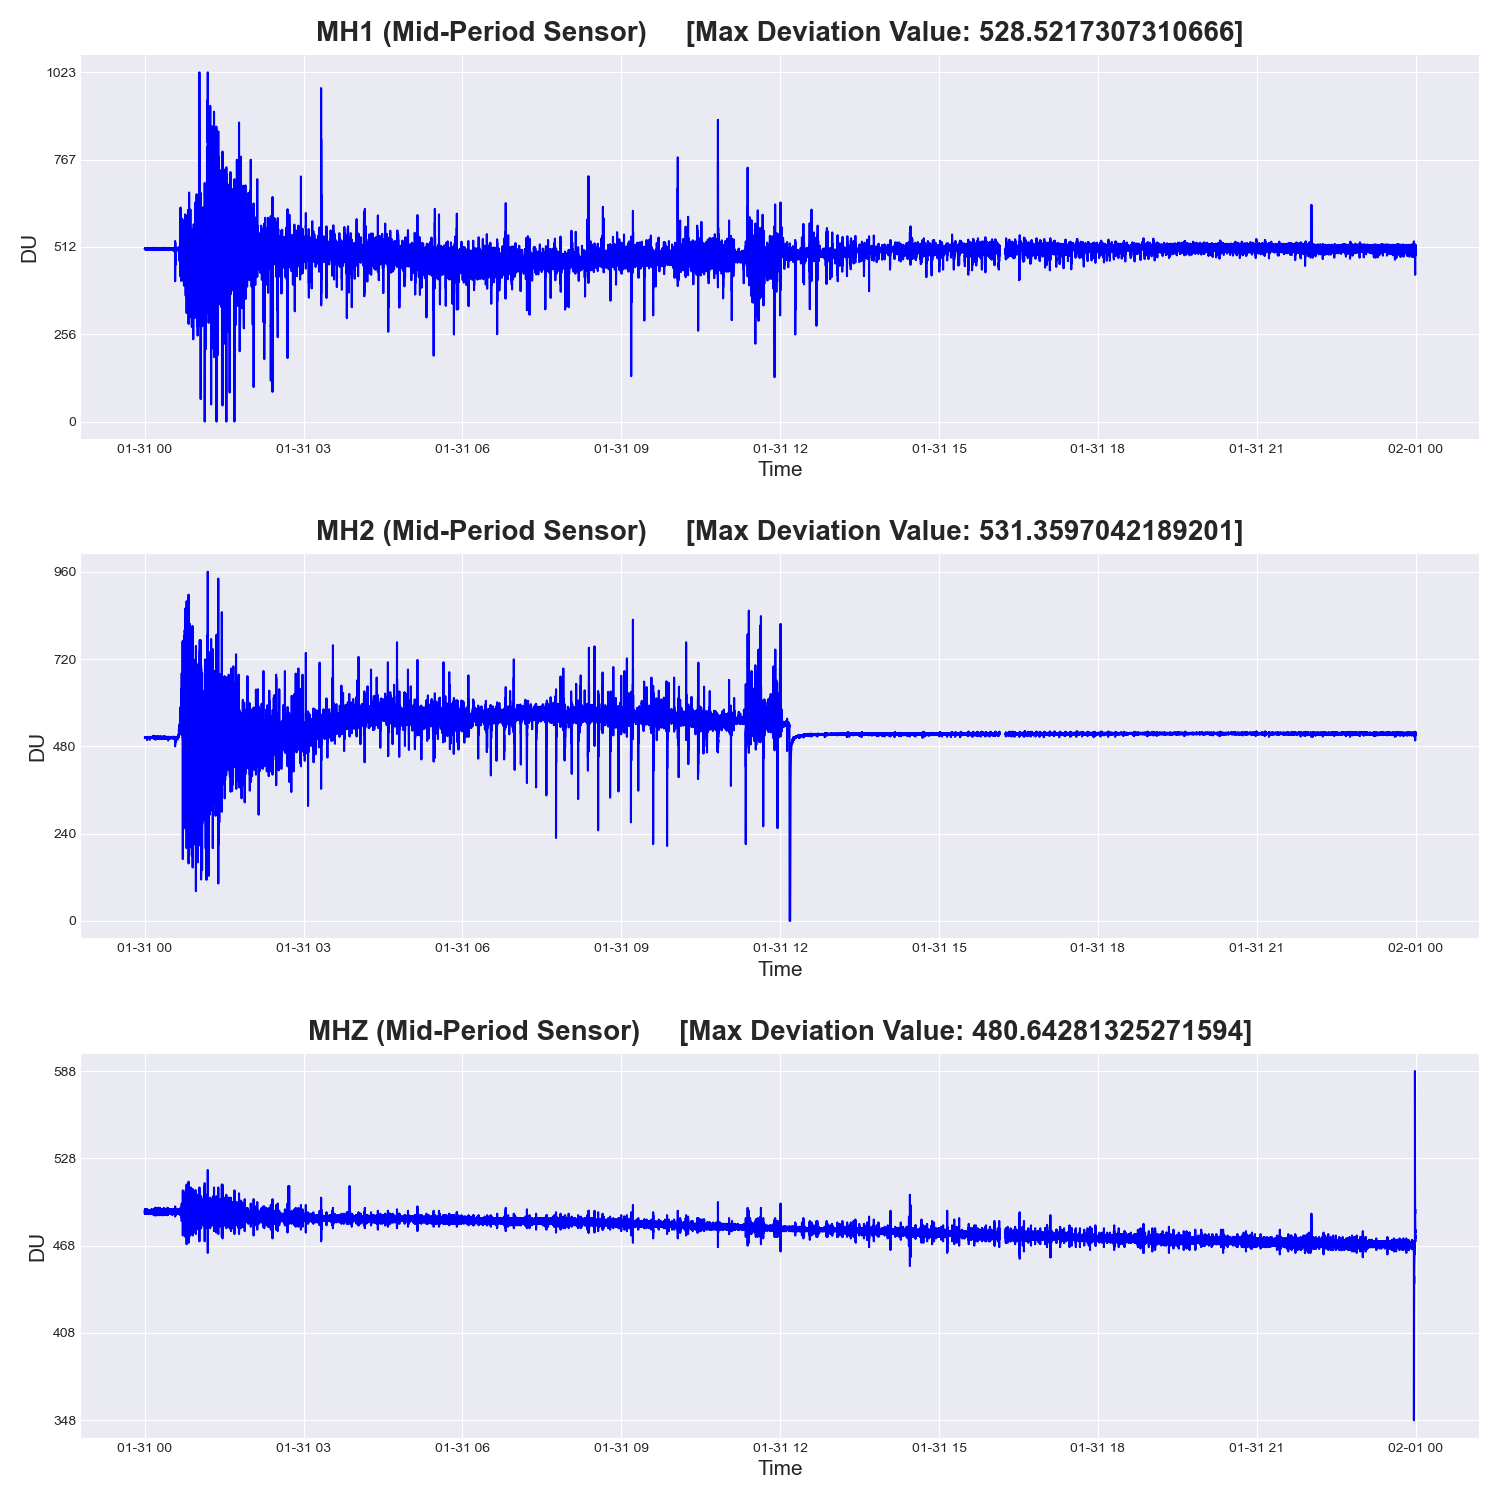 MH1 (Mid-Period Sensor) [Max Deviation Value: 528.5217307310666]
1023
767
512
256
0
DU
01-31 00 01-31 03 01-31 06 01-31 09 01-31 12 01-31 15 01-31 18 01-31 21 02-01 00
Time
MH2 (Mid-Period Sensor) [Max Deviation Value: 531.3597042189201]
960
720
480
240
0
DU
01-31 00 01-31 03 01-31 06 01-31 09 01-31 12 01-31 15 01-31 18 01-31 21 02-01 00
Time
MHZ (Mid-Period Sensor) [Max Deviation Value: 480.64281325271594]
588
528
468
408
348
DU
01-31 00 01-31 03 01-31 06 01-31 09 01-31 12 01-31 15 01-31 18 01-31 21 02-01 00
Time